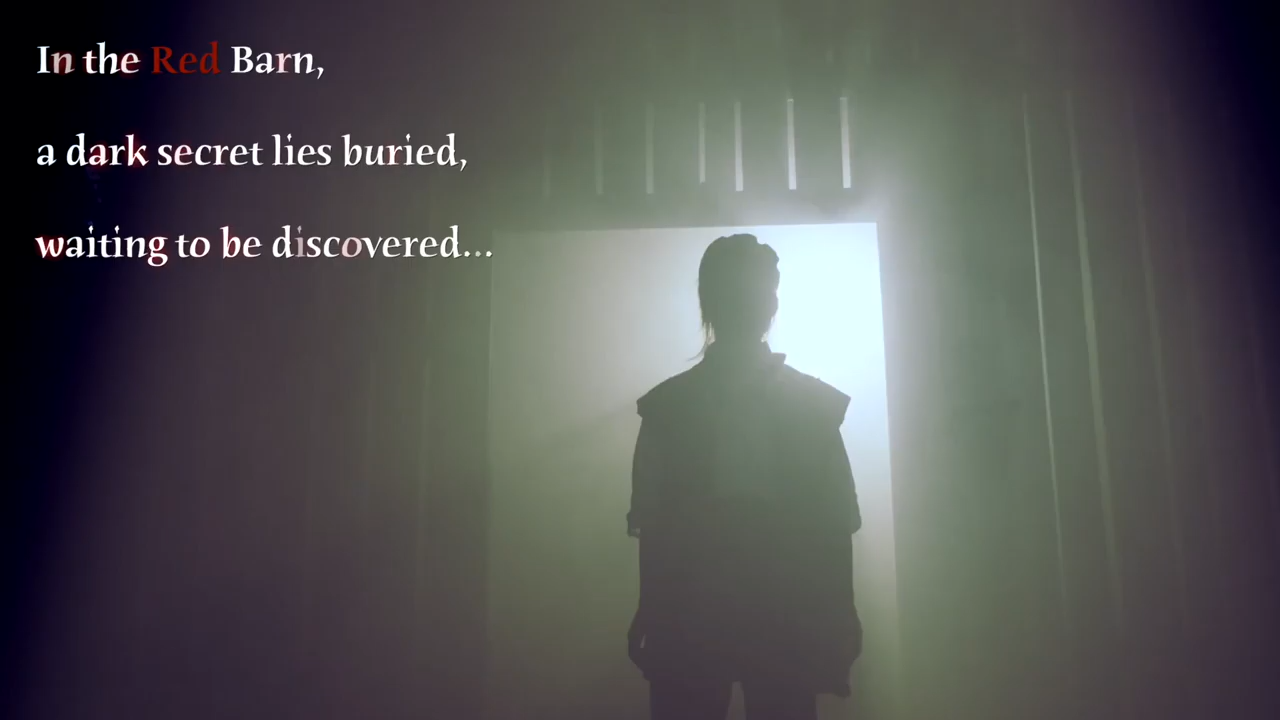 In the Red Barn,
a dark secret lies buried,
waiting to be discovered...